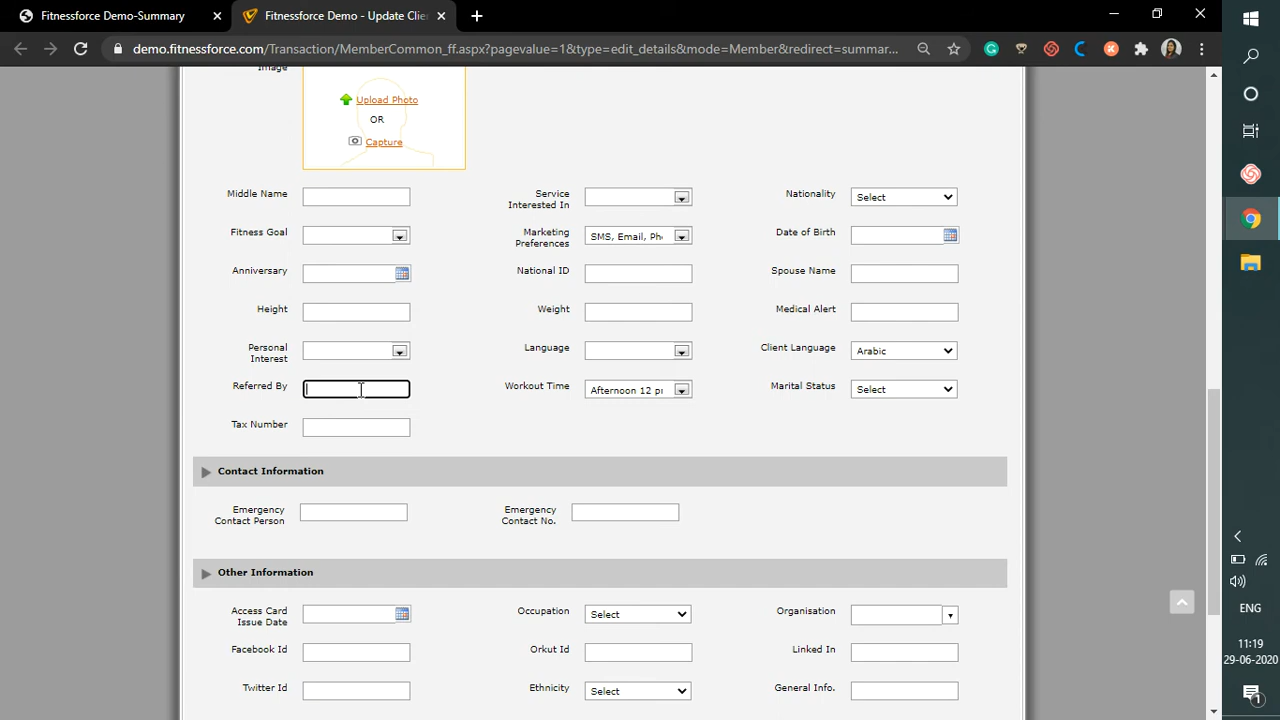 Fitnessforce Demo-Summary
Fitnessforce Demo - Update Clie
demo.fitnessforce.com/Transaction/MemberCommon_ff.aspx?pagevalue=1&type=edit_details&mode=Member&redirect=summar...
Image
Upload Photo
OR
Capture
Middle Name
Service Interested In
Nationality
Select
Fitness Goal
Marketing Preferences
SMS, Email, Ph
Date of Birth
Anniversary
National ID
Spouse Name
Height
Weight
Medical Alert
Personal Interest
Language
Client Language
Arabic
Referred By
Workout Time
Afternoon 12 p
Marital Status
Select
Tax Number
Contact Information
Emergency Contact Person
Emergency Contact No.
Other Information
Access Card Issue Date
Occupation
Select
Organisation
Facebook Id
Orkut Id
Linked In
Twitter Id
Ethnicity
Select
General Info.
ENG
11:19
29-06-2020
1